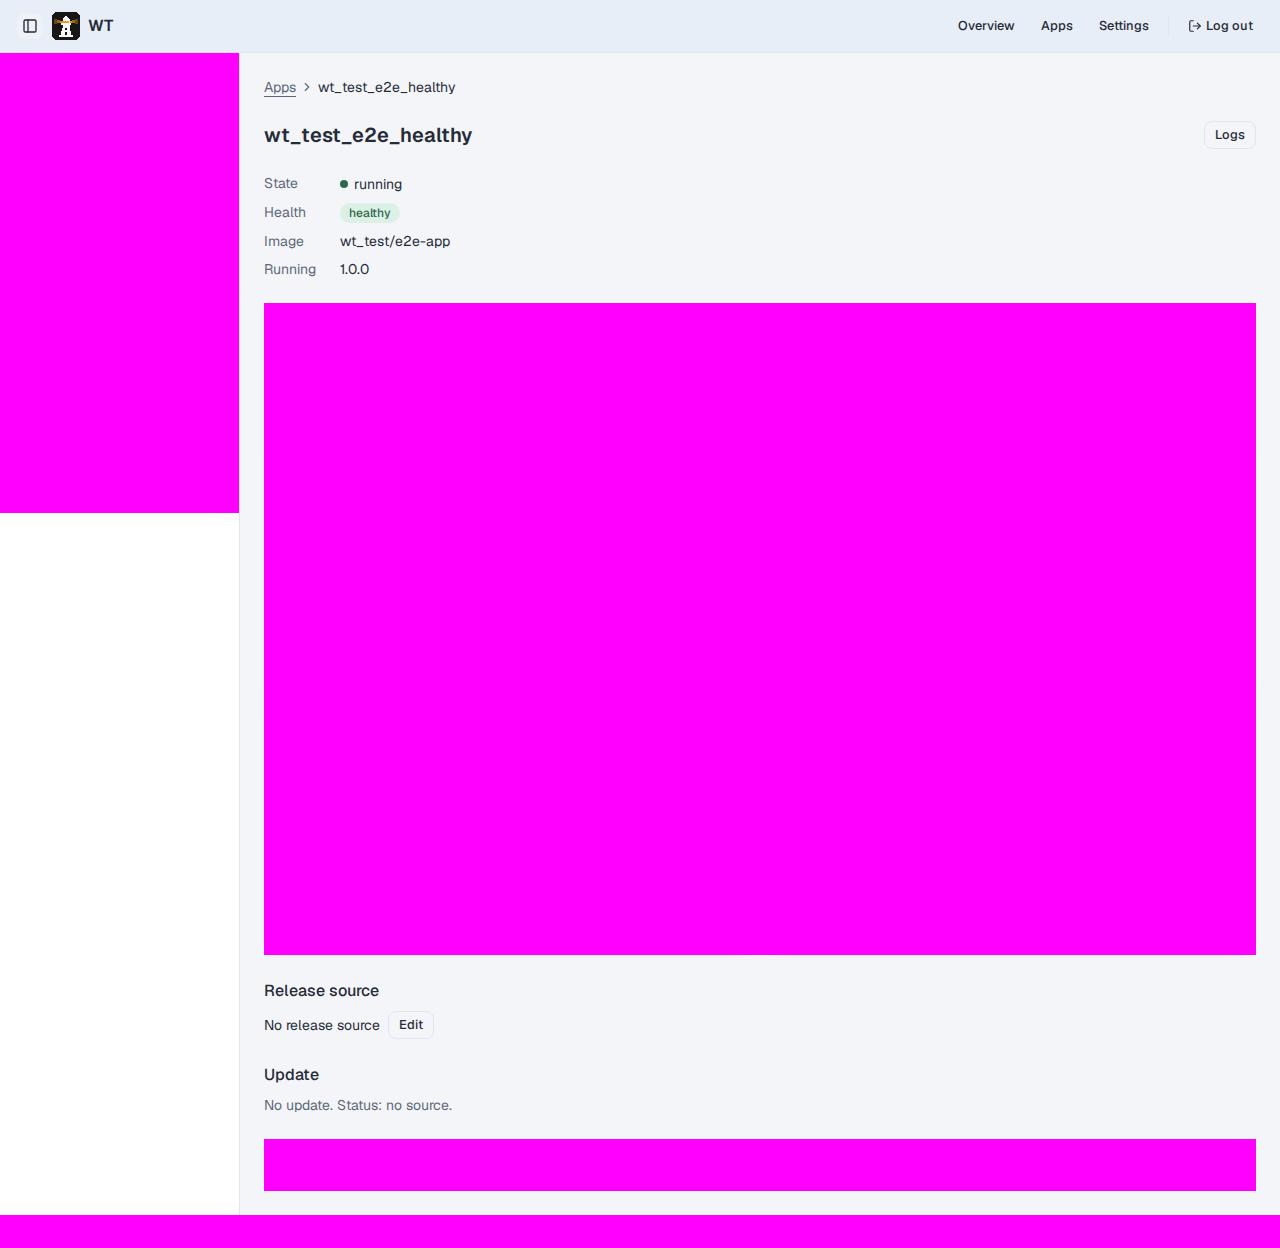 WT
Overview
Apps
Settings
Log out
Apps > wt_test_e2e_healthy
wt_test_e2e_healthy
Logs
State running
Health healthy
Image wt_test/e2e-app
Running 1.0.0
Release source
No release source Edit
Update
No update. Status: no source.